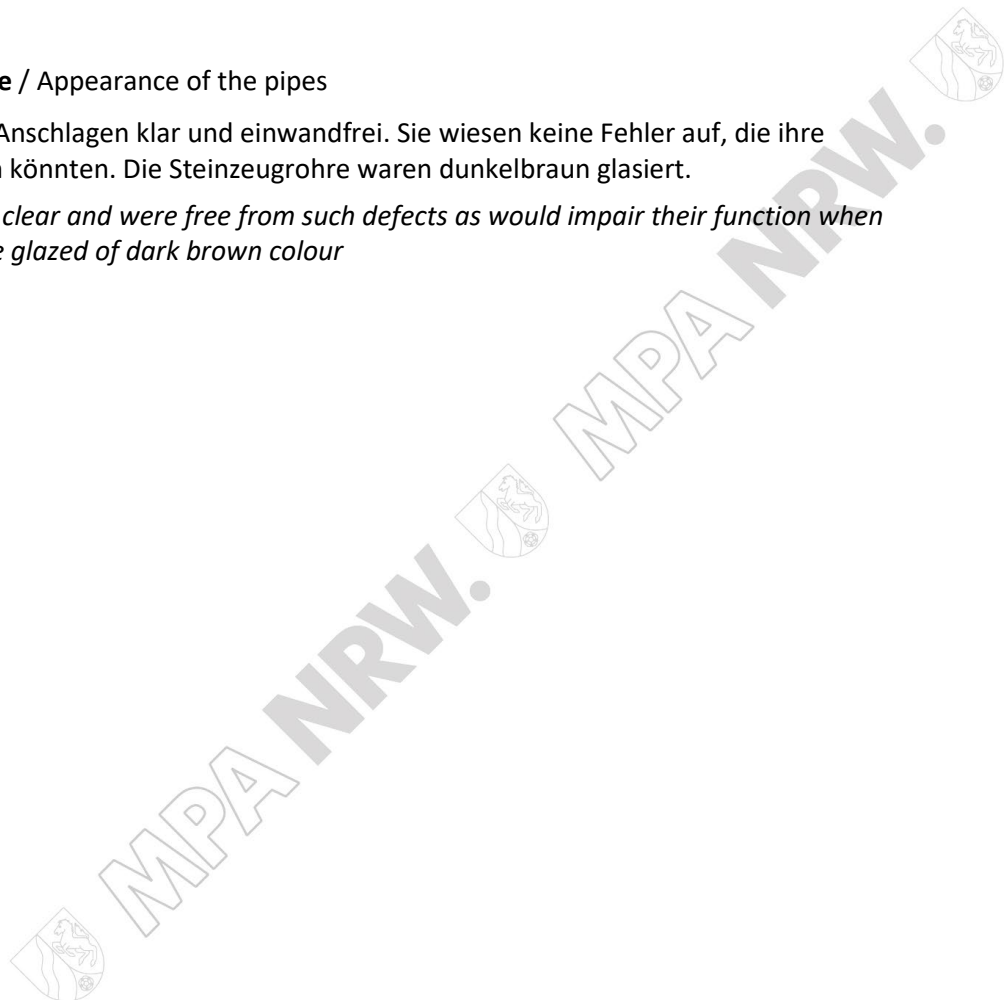 e / Appearance of the pipes
Anschlagen klar und einwandfrei. Sie wiesen keine Fehler auf, die ihre
n könnten. Die Steinzeugrohre waren dunkelbraun glasiert.
clear and were free from such defects as would impair their function when
e glazed of dark brown colour
MPA NRW.
MPA NRW.